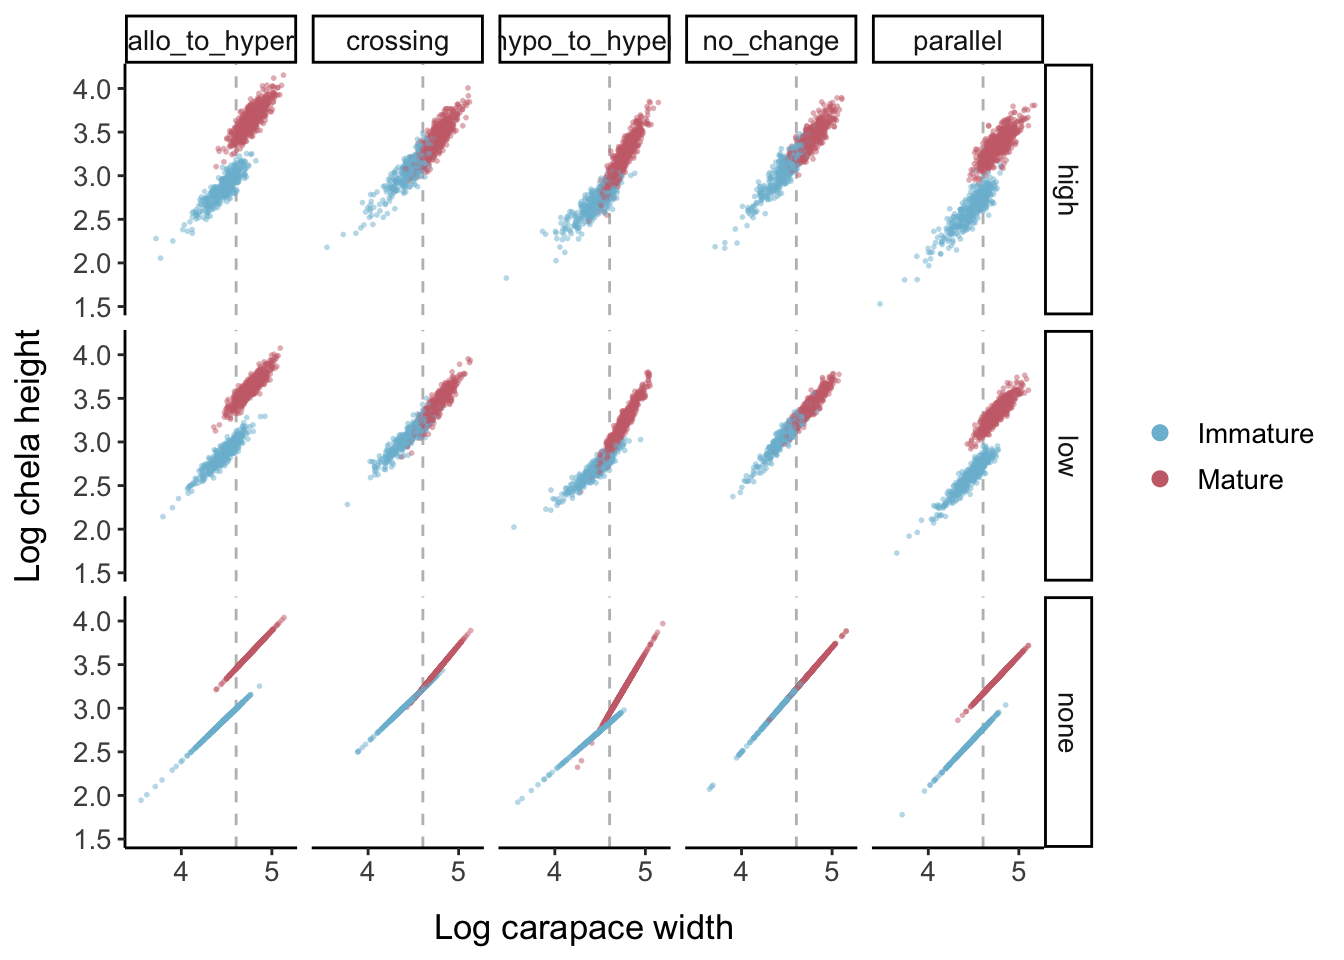 allo_to_hyper
crossing
hypo_to_hype
no_change
parallel
4.0
3.5
3.0
2.5
2.0
1.5
high
4.0
3.5
3.0
2.5
2.0
1.5
low
4.0
3.5
3.0
2.5
2.0
1.5
none
4 5
4 5
4 5
4 5
4 5
Log carapace width
Log chela height
Immature
Mature